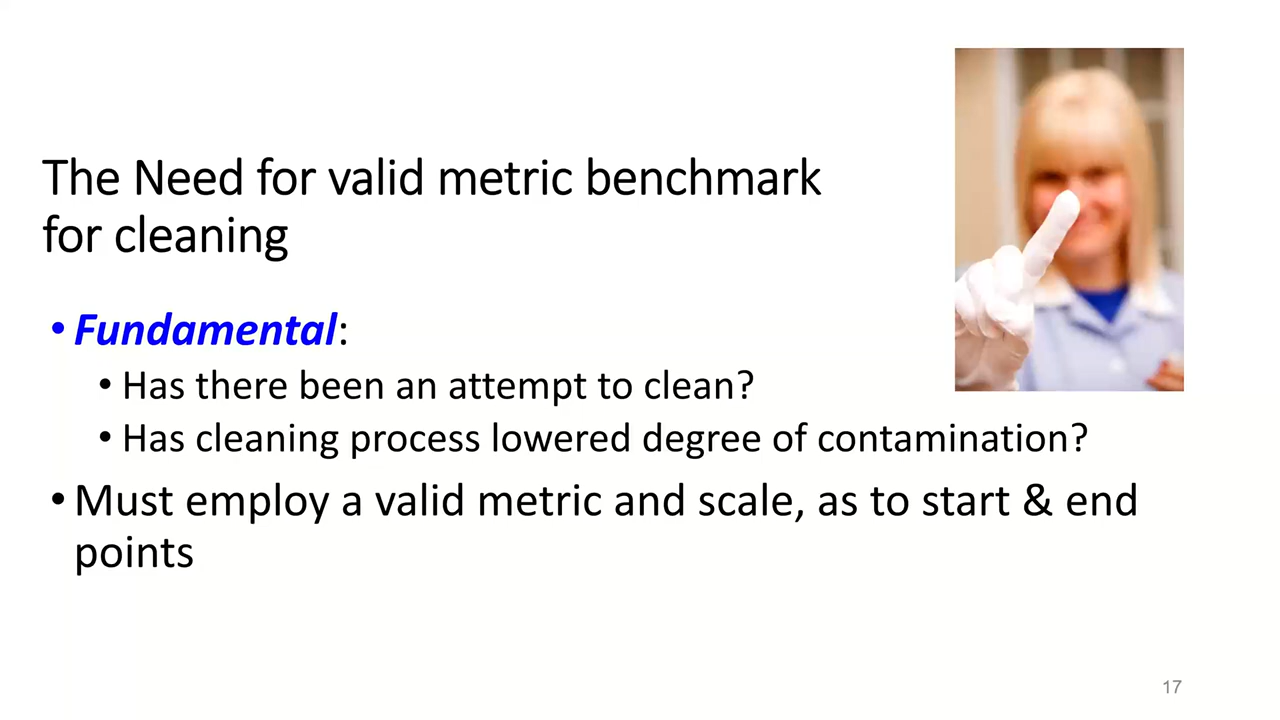 The Need for valid metric benchmark
for cleaning
• Fundamental:
• Has there been an attempt to clean?
• Has cleaning process lowered degree of contamination?
• Must employ a valid metric and scale, as to start & end
points
17